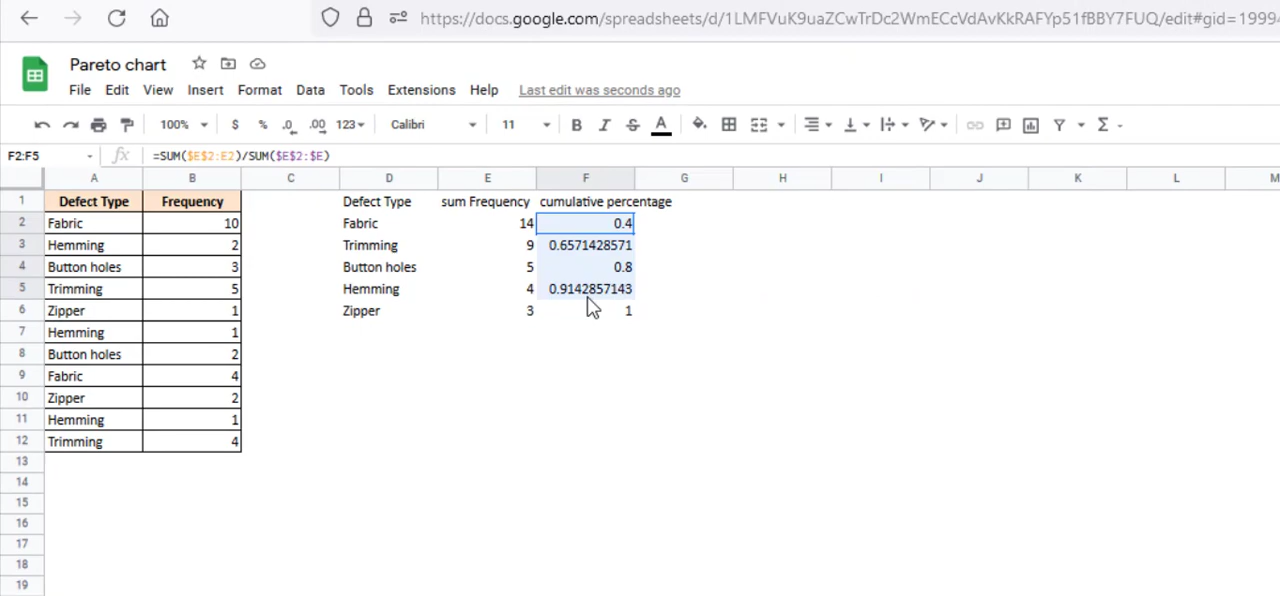 https://docs.google.com/spreadsheets/d/1LMFVuK9uaZCwTrDc2WmECcVdAvKkRAFYp51fBBY7FUQ/edit#gid=1999
Pareto chart
File Edit View Insert Format Data Tools Extensions Help Last edit was seconds ago
100% $ % .0 .00 123 Calibri 11 B I S A Σ
F2:F5 fx =SUM($E$2:E2)/SUM($E$2:$E)
A B C D E F G H I J K L M
1 Defect Type Frequency Defect Type sum Frequency cumulative percentage
2 Fabric 10 Fabric 14 0.4
3 Hemming 2 Trimming 9 0.6571428571
4 Button holes 3 Button holes 5 0.8
5 Trimming 5 Hemming 4 0.9142857143
6 Zipper 1 Zipper 3 1
7 Hemming 1
8 Button holes 2
9 Fabric 4
10 Zipper 2
11 Hemming 1
12 Trimming 4
13
14
15
16
17
18
19